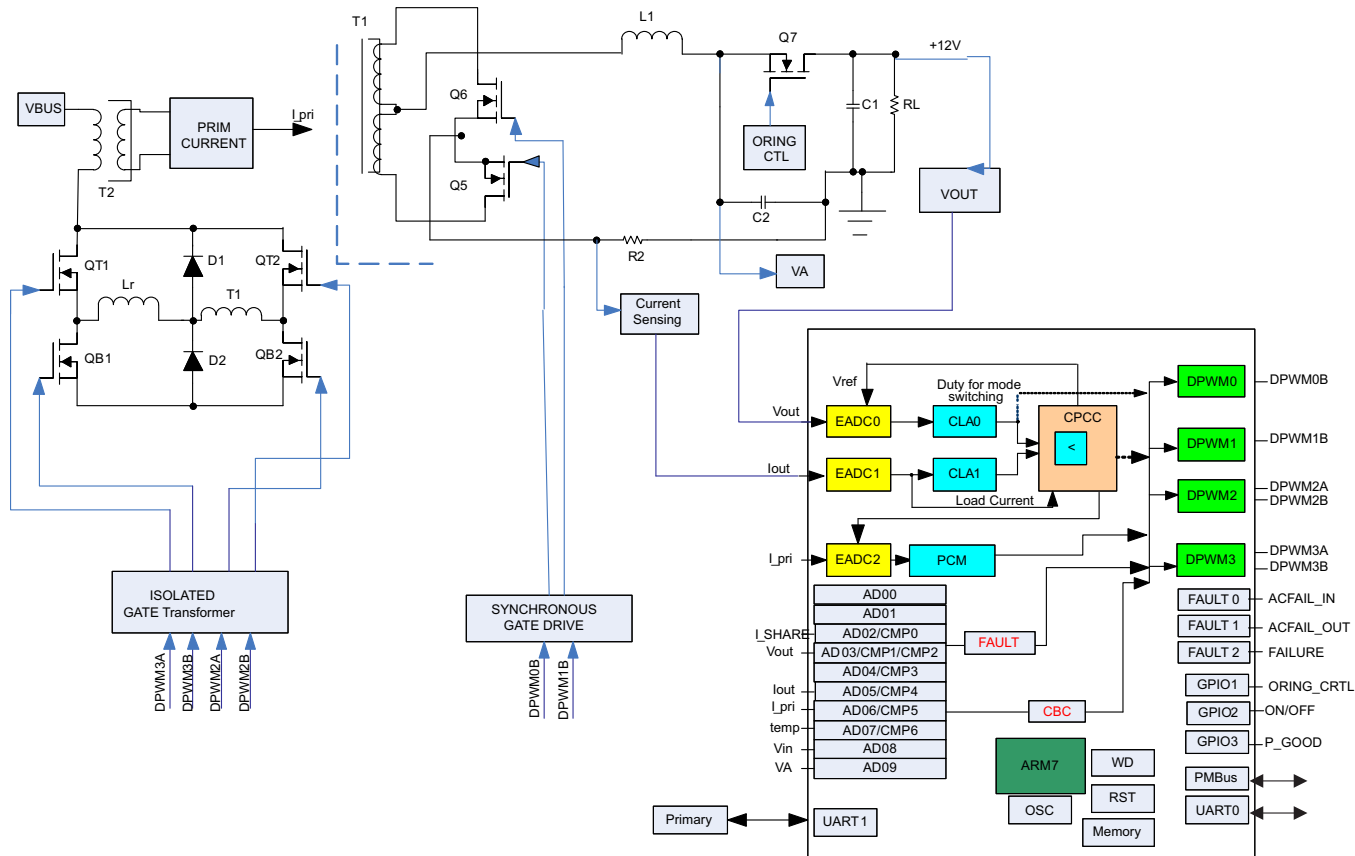 T1
L1
Q7
+12V
VBUS
PRIM
CURRENT
I_pri
T2
Q6
Q5
ORING
CTL
C1
RL
VOUT
C2
R2
VA
Current
Sensing
QT1
D1
QT2
Lr
T1
QB1
D2
QB2
ISOLATED
GATE Transformer
DPWM3A
DPWM3B
DPWM2A
DPWM2B
SYNCHRONOUS
GATE DRIVE
DPWM0B
DPWM1B
Vref
Duty for mode
switching
Vout
EADC0
CLA0
CPCC
<
Iout
EADC1
CLA1
Load Current
I_pri
EADC2
PCM
DPWM0
DPWM0B
DPWM1
DPWM1B
DPWM2
DPWM2A
DPWM2B
DPWM3
DPWM3A
DPWM3B
AD00
AD01
I_SHARE
AD02/CMP0
Vout
AD03/CMP1/CMP2
AD04/CMP3
Iout
AD05/CMP4
I_pri
AD06/CMP5
temp
AD07/CMP6
Vin
AD08
VA
AD09
FAULT
CBC
FAULT 0
ACFAIL_IN
FAULT 1
ACFAIL_OUT
FAULT 2
FAILURE
GPIO1
ORING_CRTL
GPIO2
ON/OFF
GPIO3
P_GOOD
ARM7
WD
OSC
RST
Memory
PMBus
UART0
Primary
UART 1